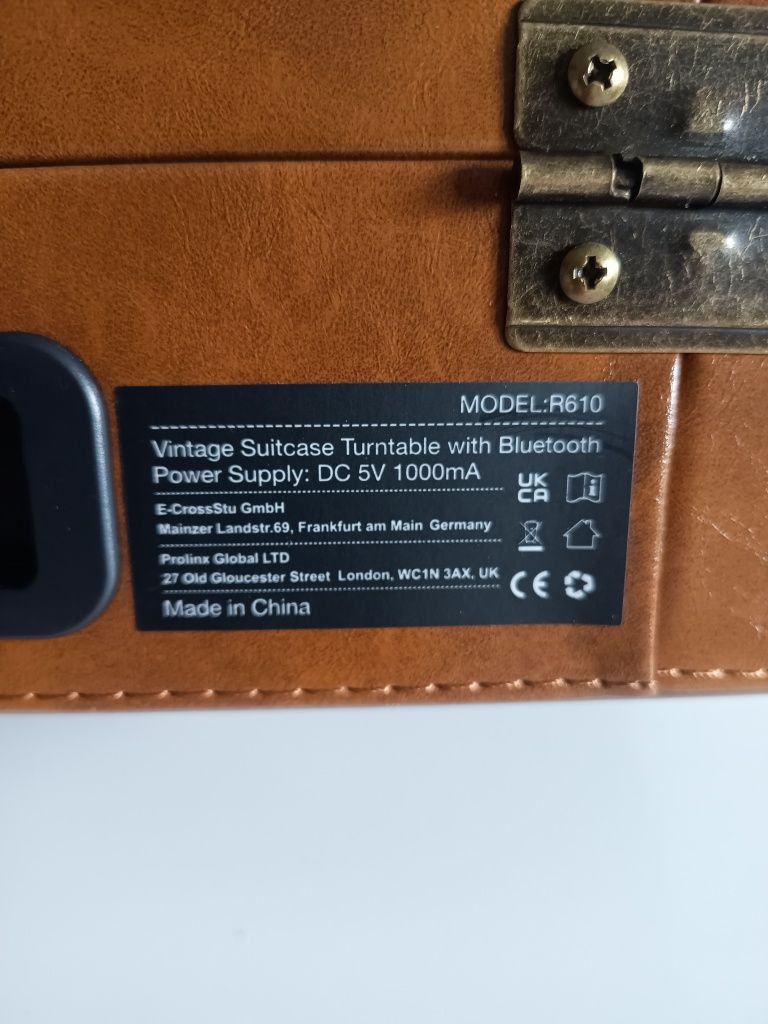 MODEL:R610
Vintage Suitcase Turntable with Bluetooth
Power Supply: DC 5V 1000mA
UK
CA
E-CrossStu GmbH
Mainzer Landstr.69, Frankfurt am Main Germany
Prolinx Global LTD
27 Old Gloucester Street London, WC1N 3AX, UK
CE
Made in China